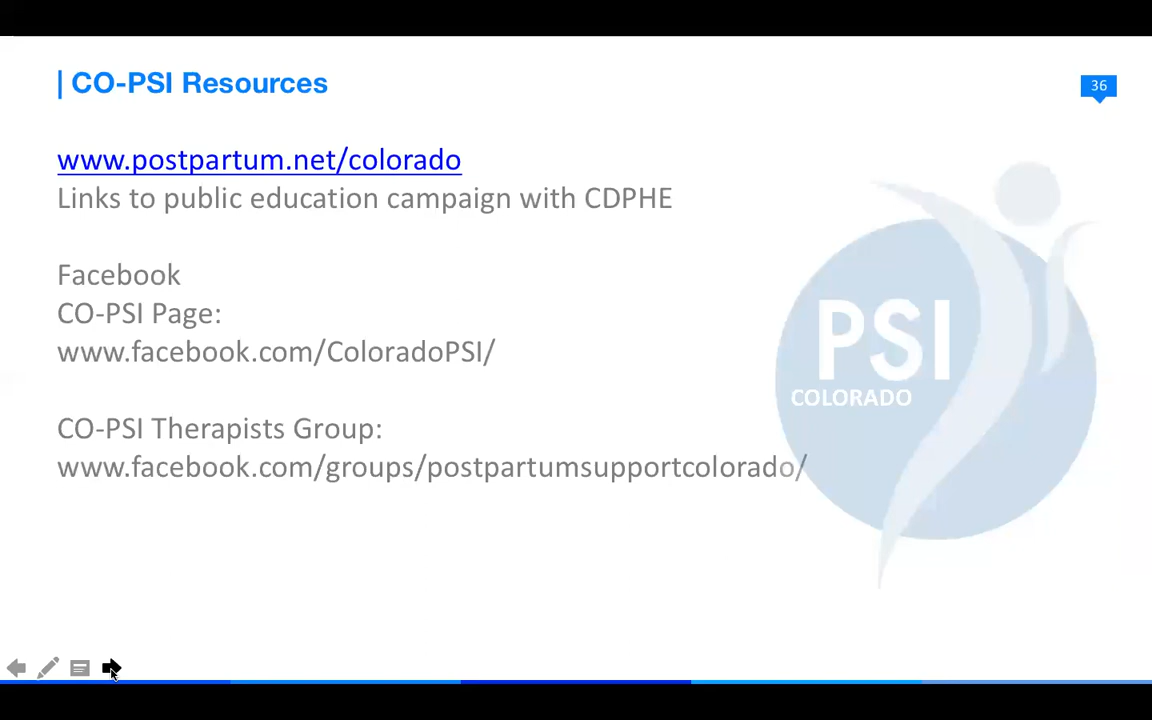 | CO-PSI Resources
36
www.postpartum.net/colorado
Links to public education campaign with CDPHE
Facebook
CO-PSI Page:
www.facebook.com/ColoradoPSI/
CO-PSI Therapists Group:
www.facebook.com/groups/postpartumsupportcolorado/
PSI
COLORADO